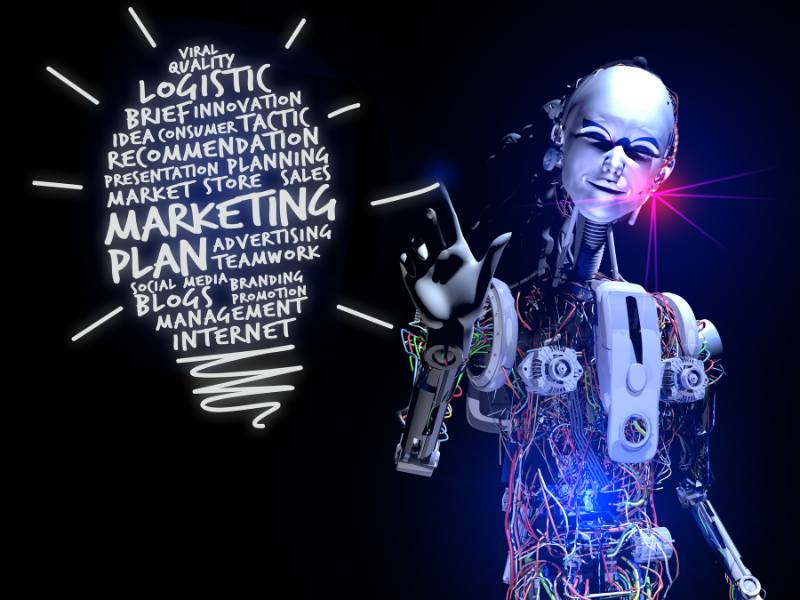 VIRAL
QUALITY
LOGISTIC
BRIEF INNOVATION
IDEA CONSUMER TACTIC
RECOMMENDATION
PRESENTATION PLANNING
MARKET STORE SALES
MARKETING
PLAN ADVERTISING
TEAMWORK
SOCIAL MEDIA BRANDING
BLOGS PROMOTION
MANAGEMENT
INTERNET